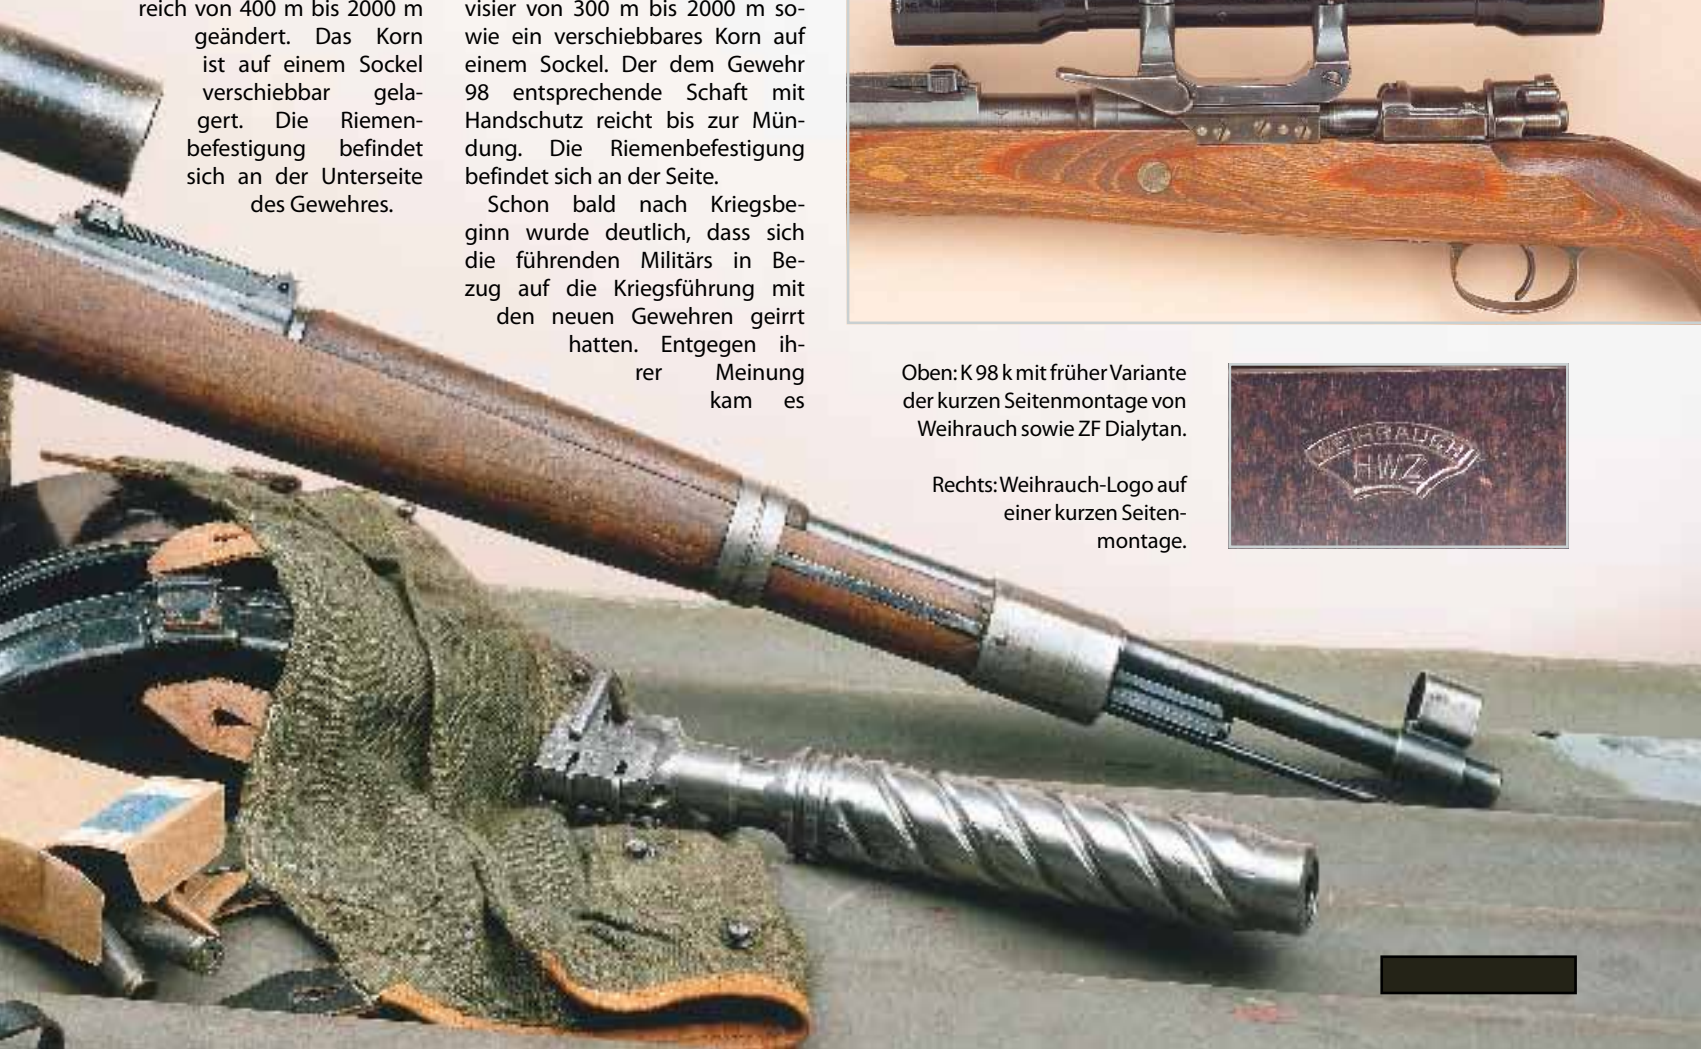 reich von 400 m bis 2000 m
geändert. Das Korn
ist auf einem Sockel
verschiebbar gela-
gert. Die Riemen-
befestigung befindet
sich an der Unterseite
des Gewehres.
visier von 300 m bis 2000 m so-
wie ein verschiebbares Korn auf
einem Sockel. Der dem Gewehr
98 entsprechende Schaft mit
Handschutz reicht bis zur Mün-
dung. Die Riemenbefestigung
befindet sich an der Seite.
Schon bald nach Kriegsbe-
ginn wurde deutlich, dass sich
die führenden Militärs in Be-
zug auf die Kriegsführung mit
den neuen Gewehren geirrt
hatten. Entgegen ih-
rer Meinung
kam es
Oben: K 98 k mit früher Variante
der kurzen Seitenmontage von
Weihrauch sowie ZF Dialytan.
Rechts: Weihrauch-Logo auf
einer kurzen Seiten-
montage.
WEIHRAUCH
HWZ